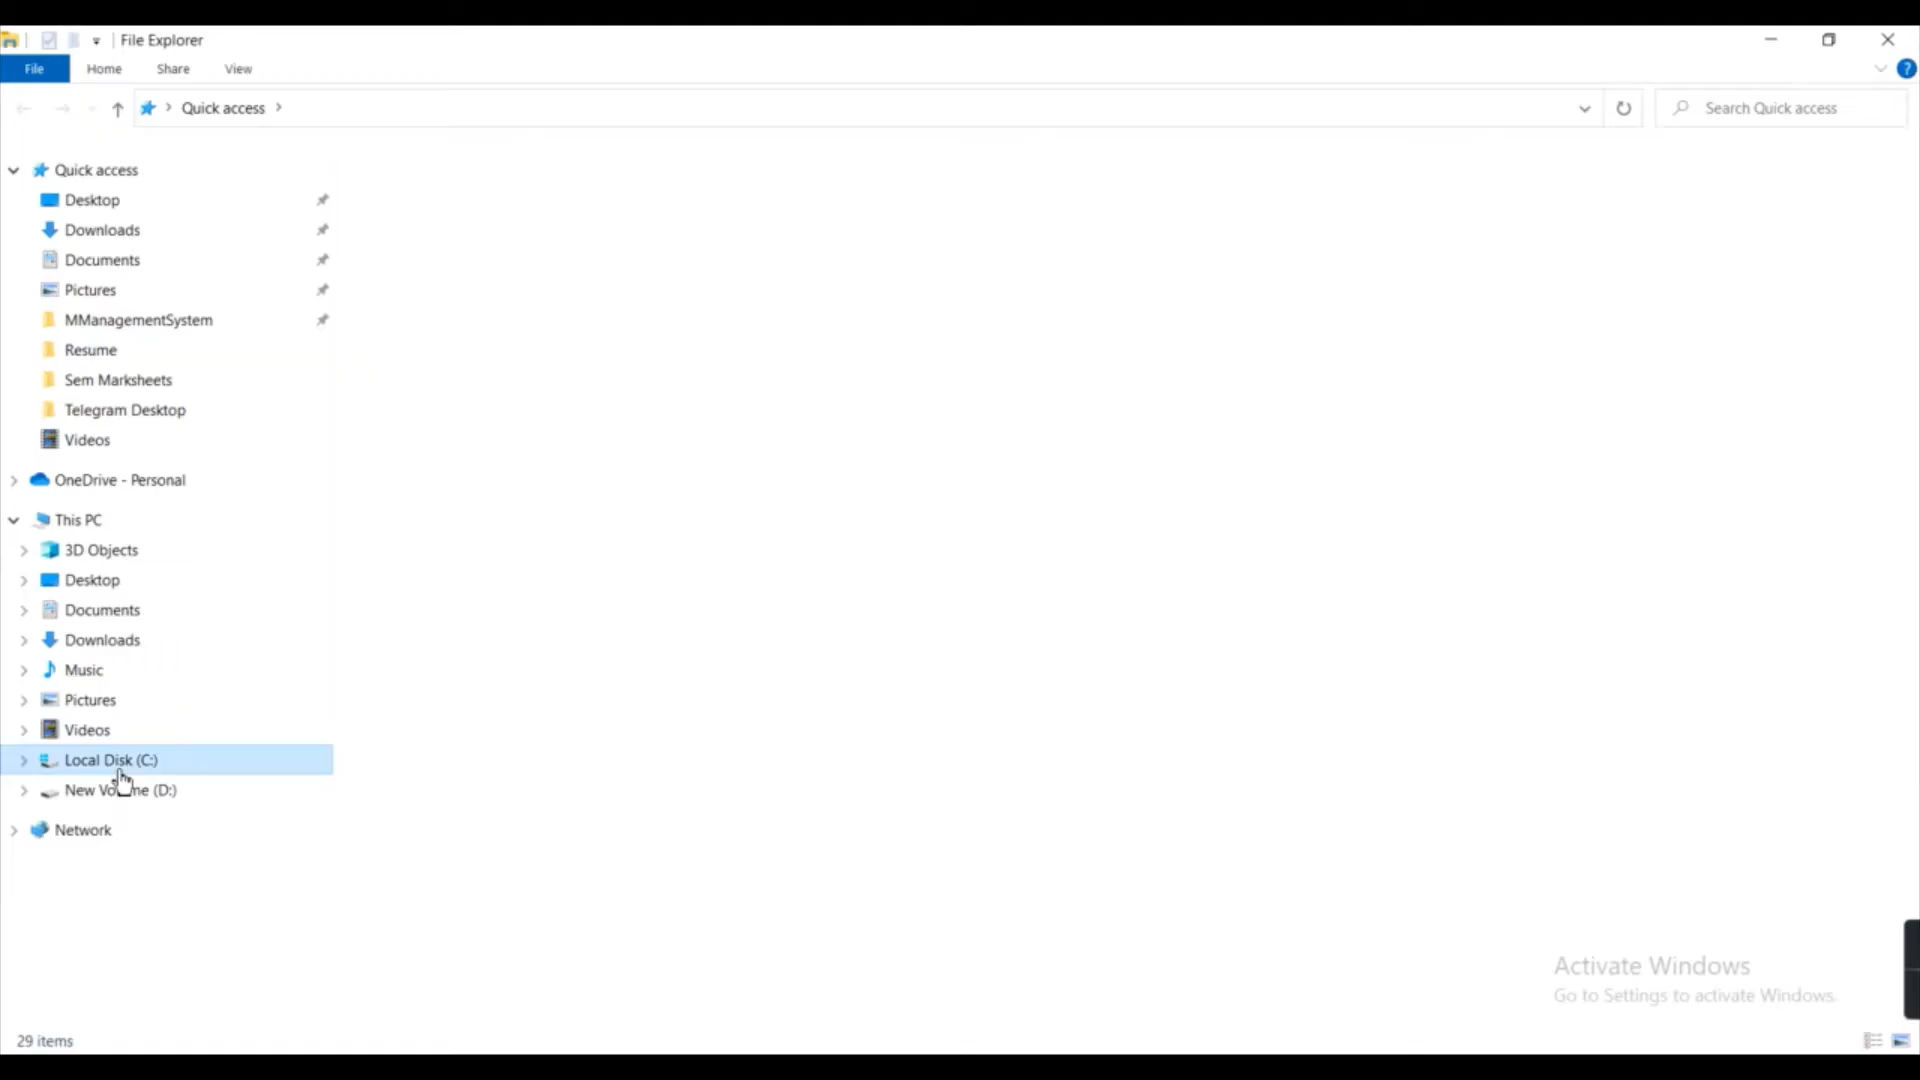 File Explorer
File Home Share View
?
Quick access
Search Quick access
Quick access
Desktop
Downloads
Documents
Pictures
MManagementSystem
Resume
Sem Marksheets
Telegram Desktop
Videos
OneDrive - Personal
This PC
3D Objects
Desktop
Documents
Downloads
Music
Pictures
Videos
Local Disk (C:)
New Volume (D:)
Network
Activate Windows
Go to Settings to activate Windows.
29 items